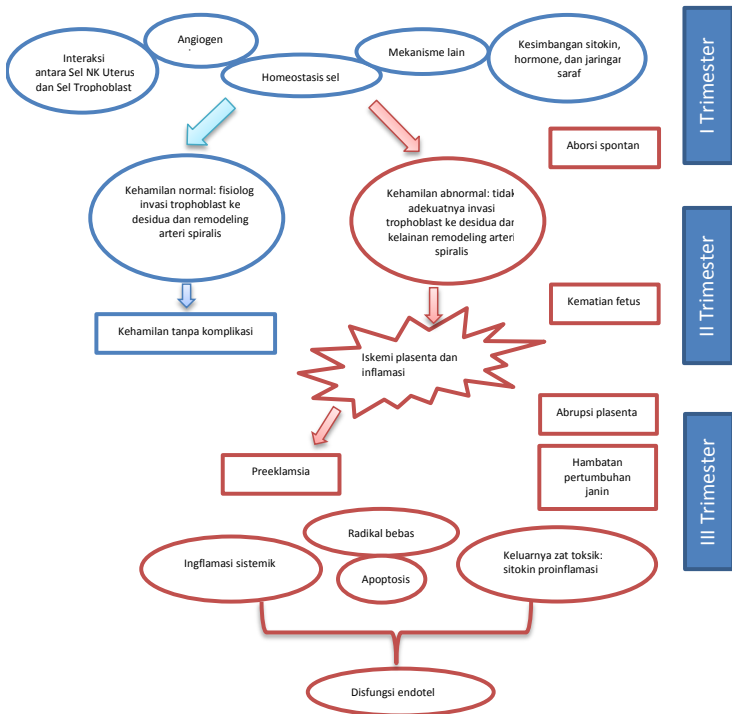 Interaksi
antara Sel NK Uterus
dan Sel Trophoblast
Angiogen
Homeostasis sel
Mekanisme lain
Kesimbangan sitokin,
hormone, dan jaringan
saraf
I Trimester
Aborsi spontan
Kehamilan normal: fisiolog
invasi trophoblast ke
desidua dan remodeling
arteri spiralis
Kehamilan abnormal: tidak
adekuatnya invasi
trophoblast ke desidua dan
kelainan remodeling arteri
spiralis
II Trimester
Kematian fetus
Kehamilan tanpa komplikasi
Iskemi plasenta dan
inflamasi
Abrupsi plasenta
Preeklamsia
Hambatan
pertumbuhan
janin
III Trimester
Radikal bebas
Ingflamasi sistemik
Apoptosis
Keluarnya zat toksik:
sitokin proinflamasi
Disfungsi endotel